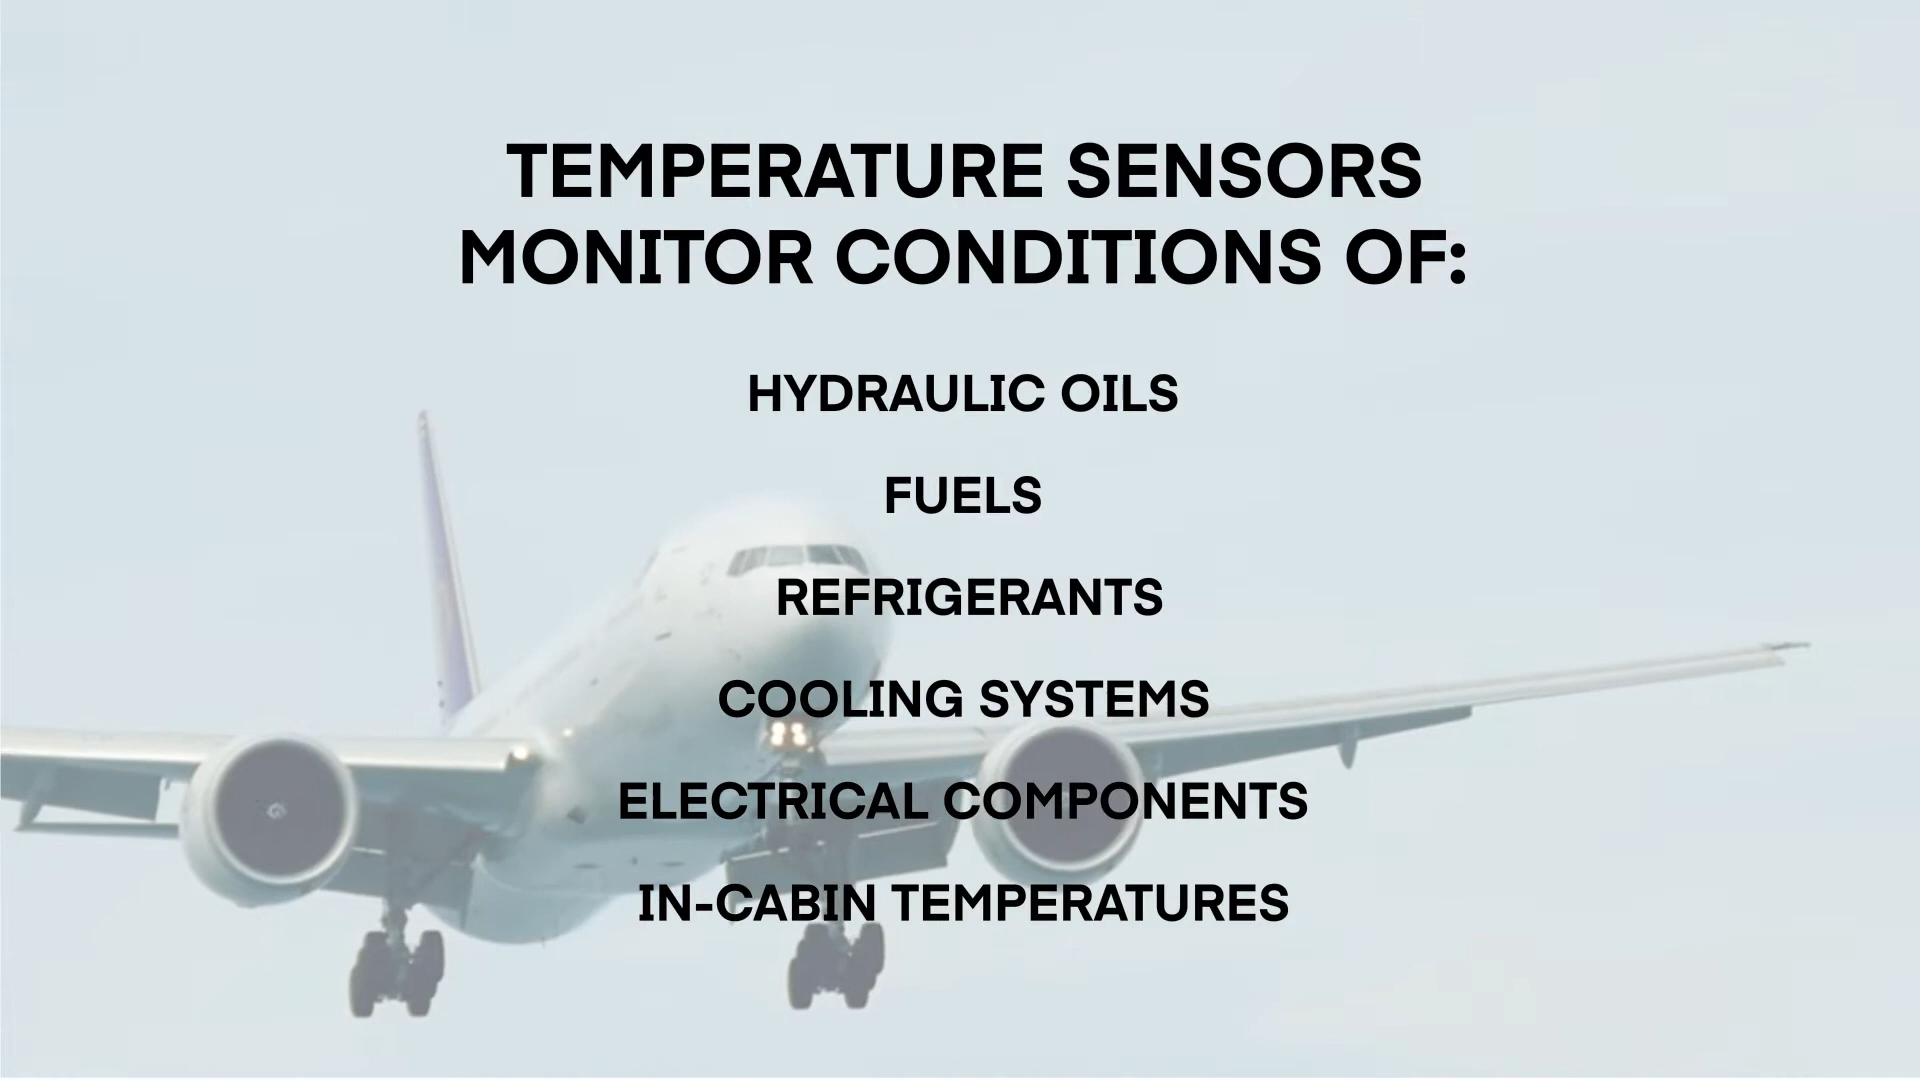 TEMPERATURE SENSORS
MONITOR CONDITIONS OF:
HYDRAULIC OILS
FUELS
REFRIGERANTS
COOLING SYSTEMS
ELECTRICAL COMPONENTS
IN-CABIN TEMPERATURES